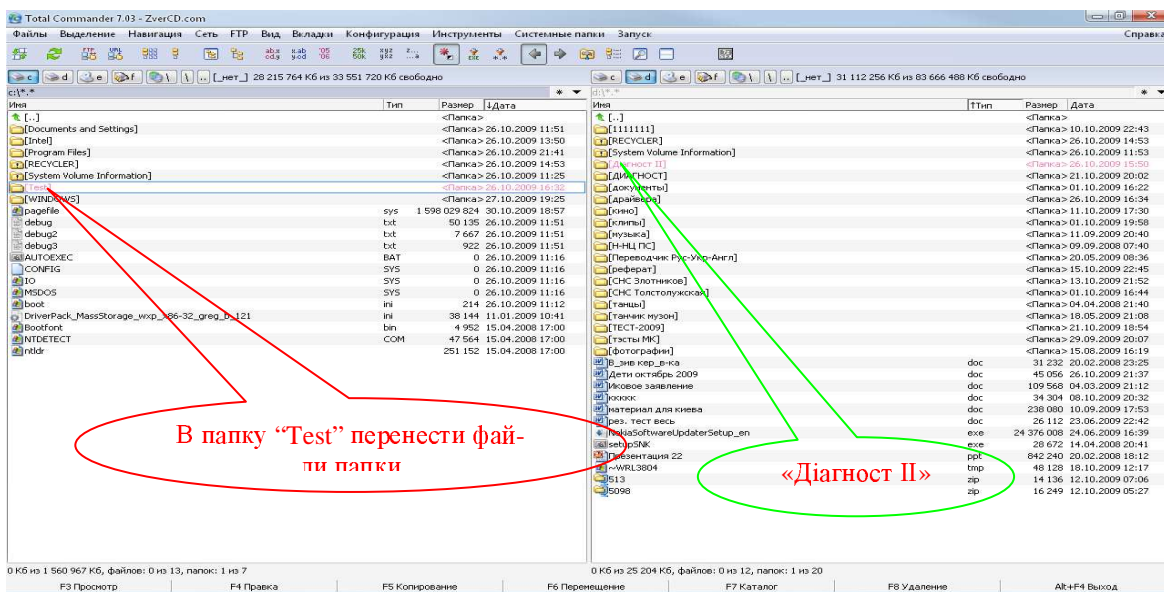 Total Commander 7.03 - ZverCD.com
Файлы Выделение Навигация Сеть FTP Вид Вкладки Конфигурация Инструменты Системные папки Запуск Справка
c d e f \ \ .. [_нет_] 28 215 764 Кб из 33 551 720 Кб свободно
c:\*.* * ▼
Имя Тип Размер ↓Дата
[..] <Папка>
[Documents and Settings] <Папка> 26.10.2009 11:51
[Intel] <Папка> 26.10.2009 13:50
[Program Files] <Папка> 26.10.2009 21:41
[RECYCLER] <Папка> 26.10.2009 14:53
[System Volume Information] <Папка> 26.10.2009 11:25
[Test] <Папка> 26.10.2009 16:32
[WINDOWS] <Папка> 27.10.2009 19:25
pagefile sys 1 598 029 824 30.10.2009 18:57
debug txt 50 135 26.10.2009 11:51
debug2 txt 7 667 26.10.2009 11:51
debug3 txt 922 26.10.2009 11:51
AUTOEXEC BAT 0 26.10.2009 11:16
CONFIG SYS 0 26.10.2009 11:16
IO SYS 0 26.10.2009 11:16
MSDOS SYS 0 26.10.2009 11:16
boot ini 214 26.10.2009 11:12
DriverPack_MassStorage_wxp_x86-32_greg_b_121 ini 38 144 11.01.2009 10:41
Bootfont bin 4 952 15.04.2008 17:00
NTDETECT COM 47 564 15.04.2008 17:00
ntldr 251 152 15.04.2008 17:00
В папку “Test” перенести фай-
ли папки
0 Кб из 1 560 967 Кб, файлов: 0 из 13, папок: 1 из 7
c d e f \ \ .. [_нет_] 31 112 256 Кб из 83 666 488 Кб свободно
d:\*.* * ▼
Имя ↑Тип Размер Дата
[..] <Папка>
[1111111] <Папка> 10.10.2009 22:43
[RECYCLER] <Папка> 26.10.2009 14:53
[System Volume Information] <Папка> 26.10.2009 11:53
[Діагност II] <Папка> 26.10.2009 15:50
[ДИАГНОСТ] <Папка> 21.10.2009 20:02
[документы] <Папка> 01.10.2009 16:22
[драйвера] <Папка> 26.10.2009 16:34
[кино] <Папка> 11.10.2009 17:30
[клипы] <Папка> 01.10.2009 19:58
[музыка] <Папка> 11.09.2009 20:40
[Н-НЦ ПС] <Папка> 09.09.2008 07:40
[Переводчик Рус-Укр-Англ] <Папка> 20.05.2009 08:36
[реферат] <Папка> 15.10.2009 22:45
[СНС Злотников] <Папка> 13.10.2009 21:52
[СНС Толстолужская] <Папка> 01.10.2009 16:44
[танцы] <Папка> 04.04.2008 21:40
[танчик музон] <Папка> 18.05.2009 21:08
[ТЕСТ-2009] <Папка> 21.10.2009 18:54
[тэсты МК] <Папка> 29.09.2009 20:07
[фотографии] <Папка> 15.08.2009 16:19
В_зив кер_в-ка doc 31 232 20.02.2008 23:25
Дети октябрь 2009 doc 45 056 26.10.2009 21:37
Иковое заявление doc 109 568 04.03.2009 21:12
ккккк doc 34 304 08.10.2009 20:32
материал для киева doc 238 080 10.09.2009 17:53
рез. тест весь doc 26 112 23.06.2009 22:42
NokiaSoftwareUpdaterSetup_en exe 24 376 008 24.06.2009 16:39
setupSNK exe 28 672 14.04.2008 20:41
Презентация 22 ppt 842 240 20.02.2008 18:12
~WRL3804 tmp 48 128 18.10.2009 12:17
513 zip 14 136 12.10.2009 07:06
5098 zip 16 249 12.10.2009 05:27
«Діагност II»
0 Кб из 25 204 Кб, файлов: 0 из 12, папок: 1 из 20
F3 Просмотр F4 Правка F5 Копирование F6 Перемещение F7 Каталог F8 Удаление Alt+F4 Выход